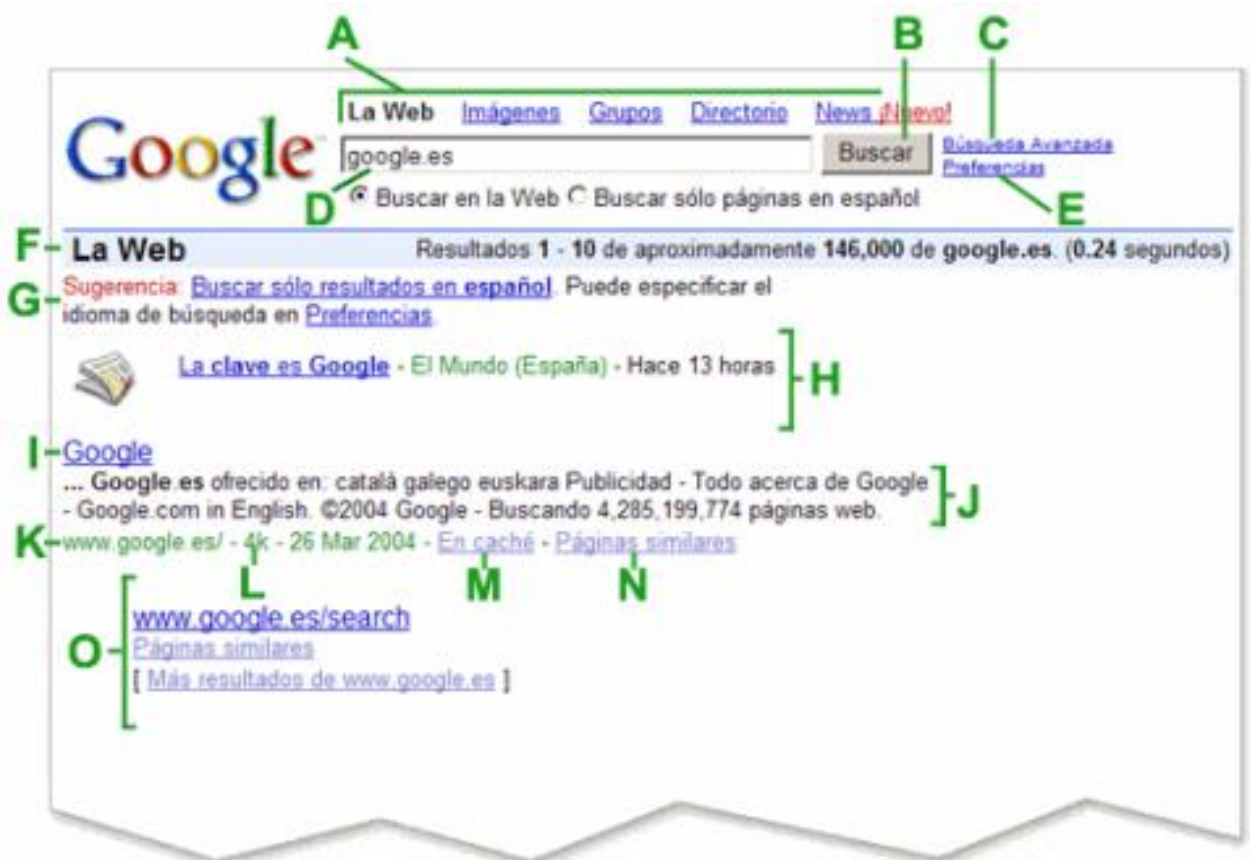 A B C
La Web Imágenes Grupos Directorio News ¡Nuevo!
Google™ google.es Buscar Búsqueda Avanzada
Preferencias
D Buscar en la Web Buscar sólo páginas en español E
F La Web Resultados 1 - 10 de aproximadamente 146,000 de google.es. (0.24 segundos)
G Sugerencia: Buscar sólo resultados en español. Puede especificar el
idioma de búsqueda en Preferencias.
La clave es Google - El Mundo (España) - Hace 13 horas H
I Google
... Google.es ofrecido en: català galego euskara Publicidad - Todo acerca de Google
- Google.com in English. ©2004 Google - Buscando 4,285,199,774 páginas web. J
K www.google.es/ - 4k - 26 Mar 2004 - En caché - Páginas similares
L M N
www.google.es/search
O Páginas similares
[ Más resultados de www.google.es ]